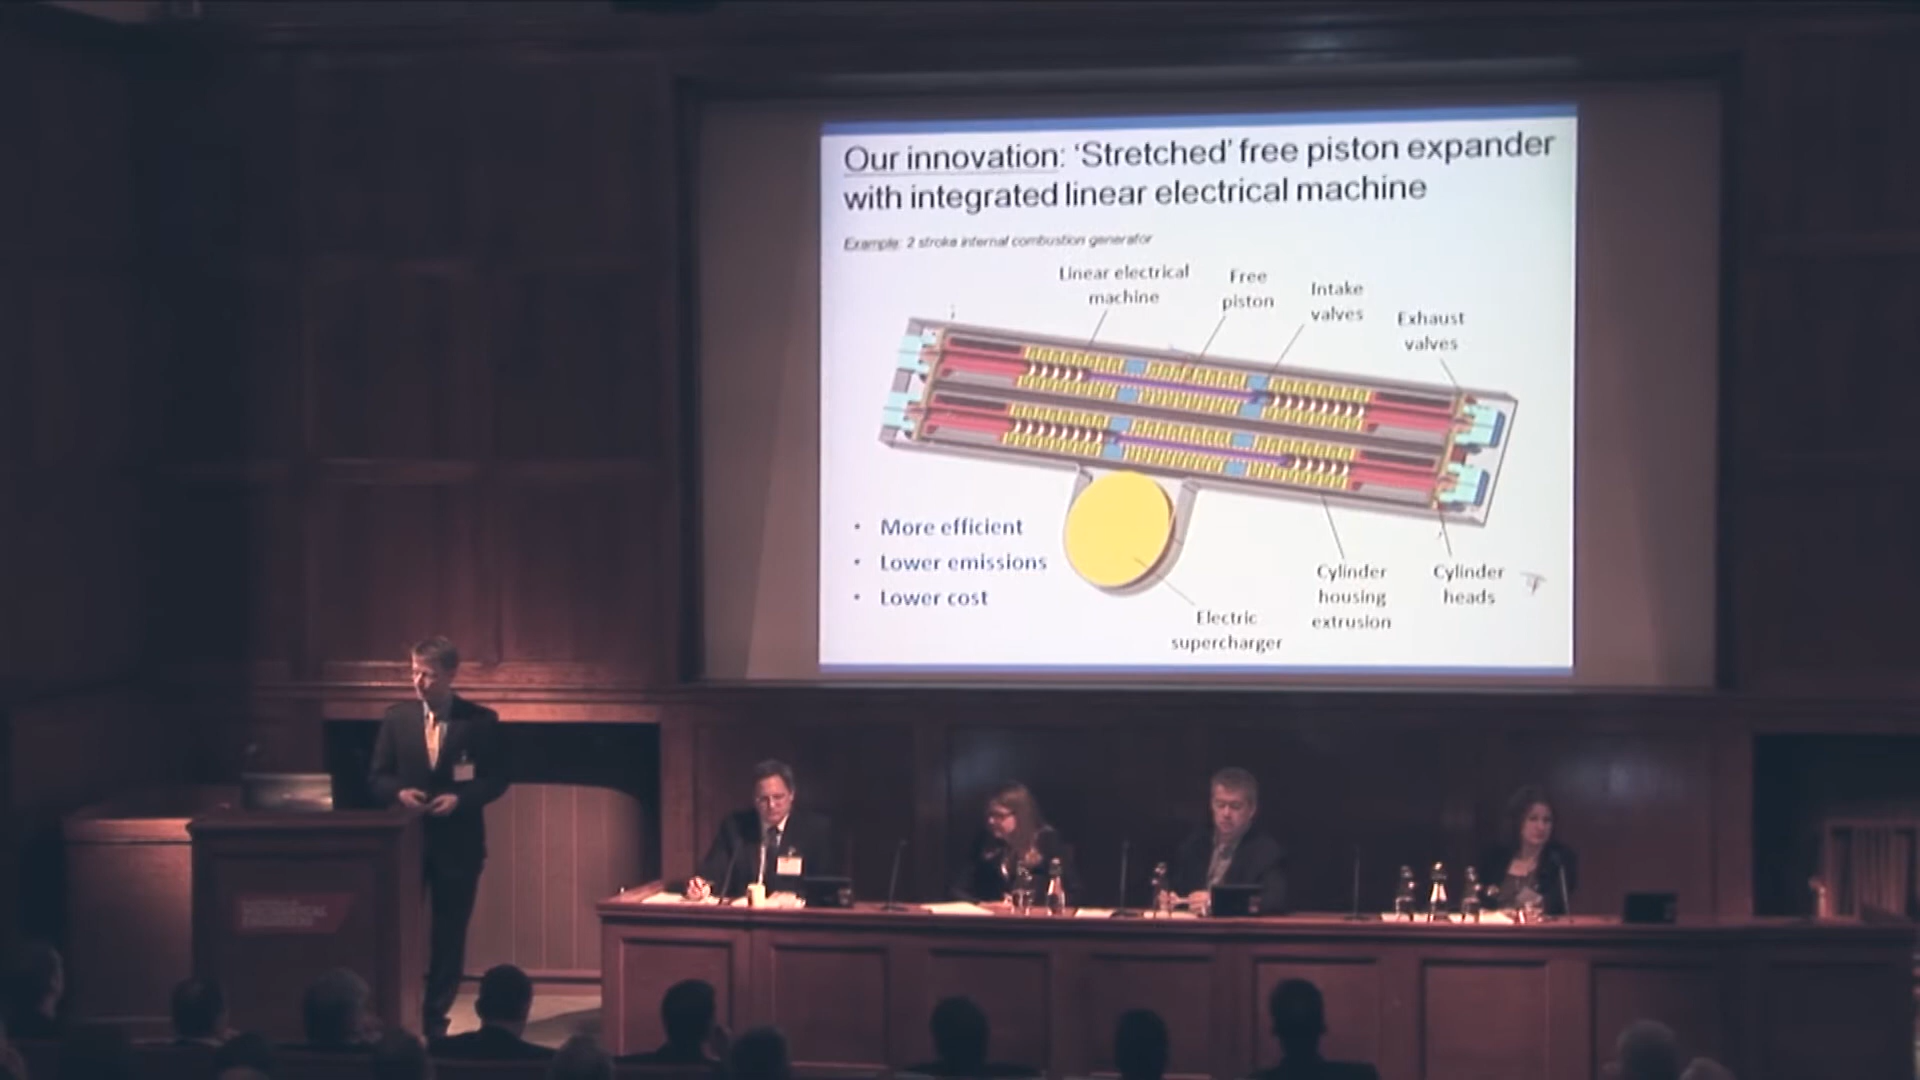 Our innovation: ‘Stretched’ free piston expander
with integrated linear electrical machine
Example: 2 stroke internal combustion generator
Linear electrical
machine
Free
piston
Intake
valves
Exhaust
valves
• More efficient
• Lower emissions
• Lower cost
Electric
supercharger
Cylinder
housing
extrusion
Cylinder
heads